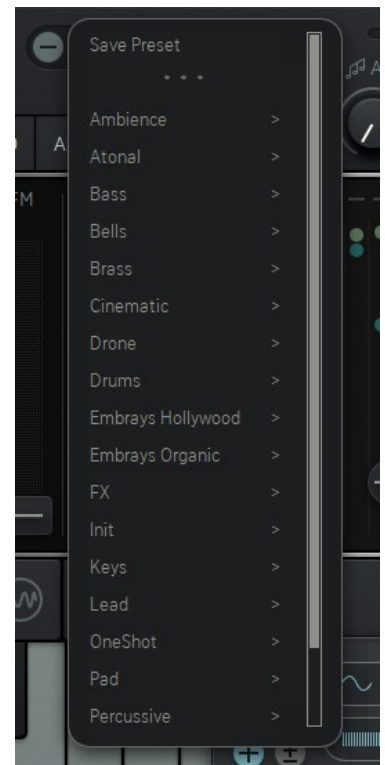 Save Preset
...
A
A
FM
Ambience >
Atonal >
Bass >
Bells >
Brass >
Cinematic >
Drone >
Drums >
Embrays Hollywood >
Embrays Organic >
FX >
Init >
Keys >
Lead >
OneShot >
Pad >
Percussive >